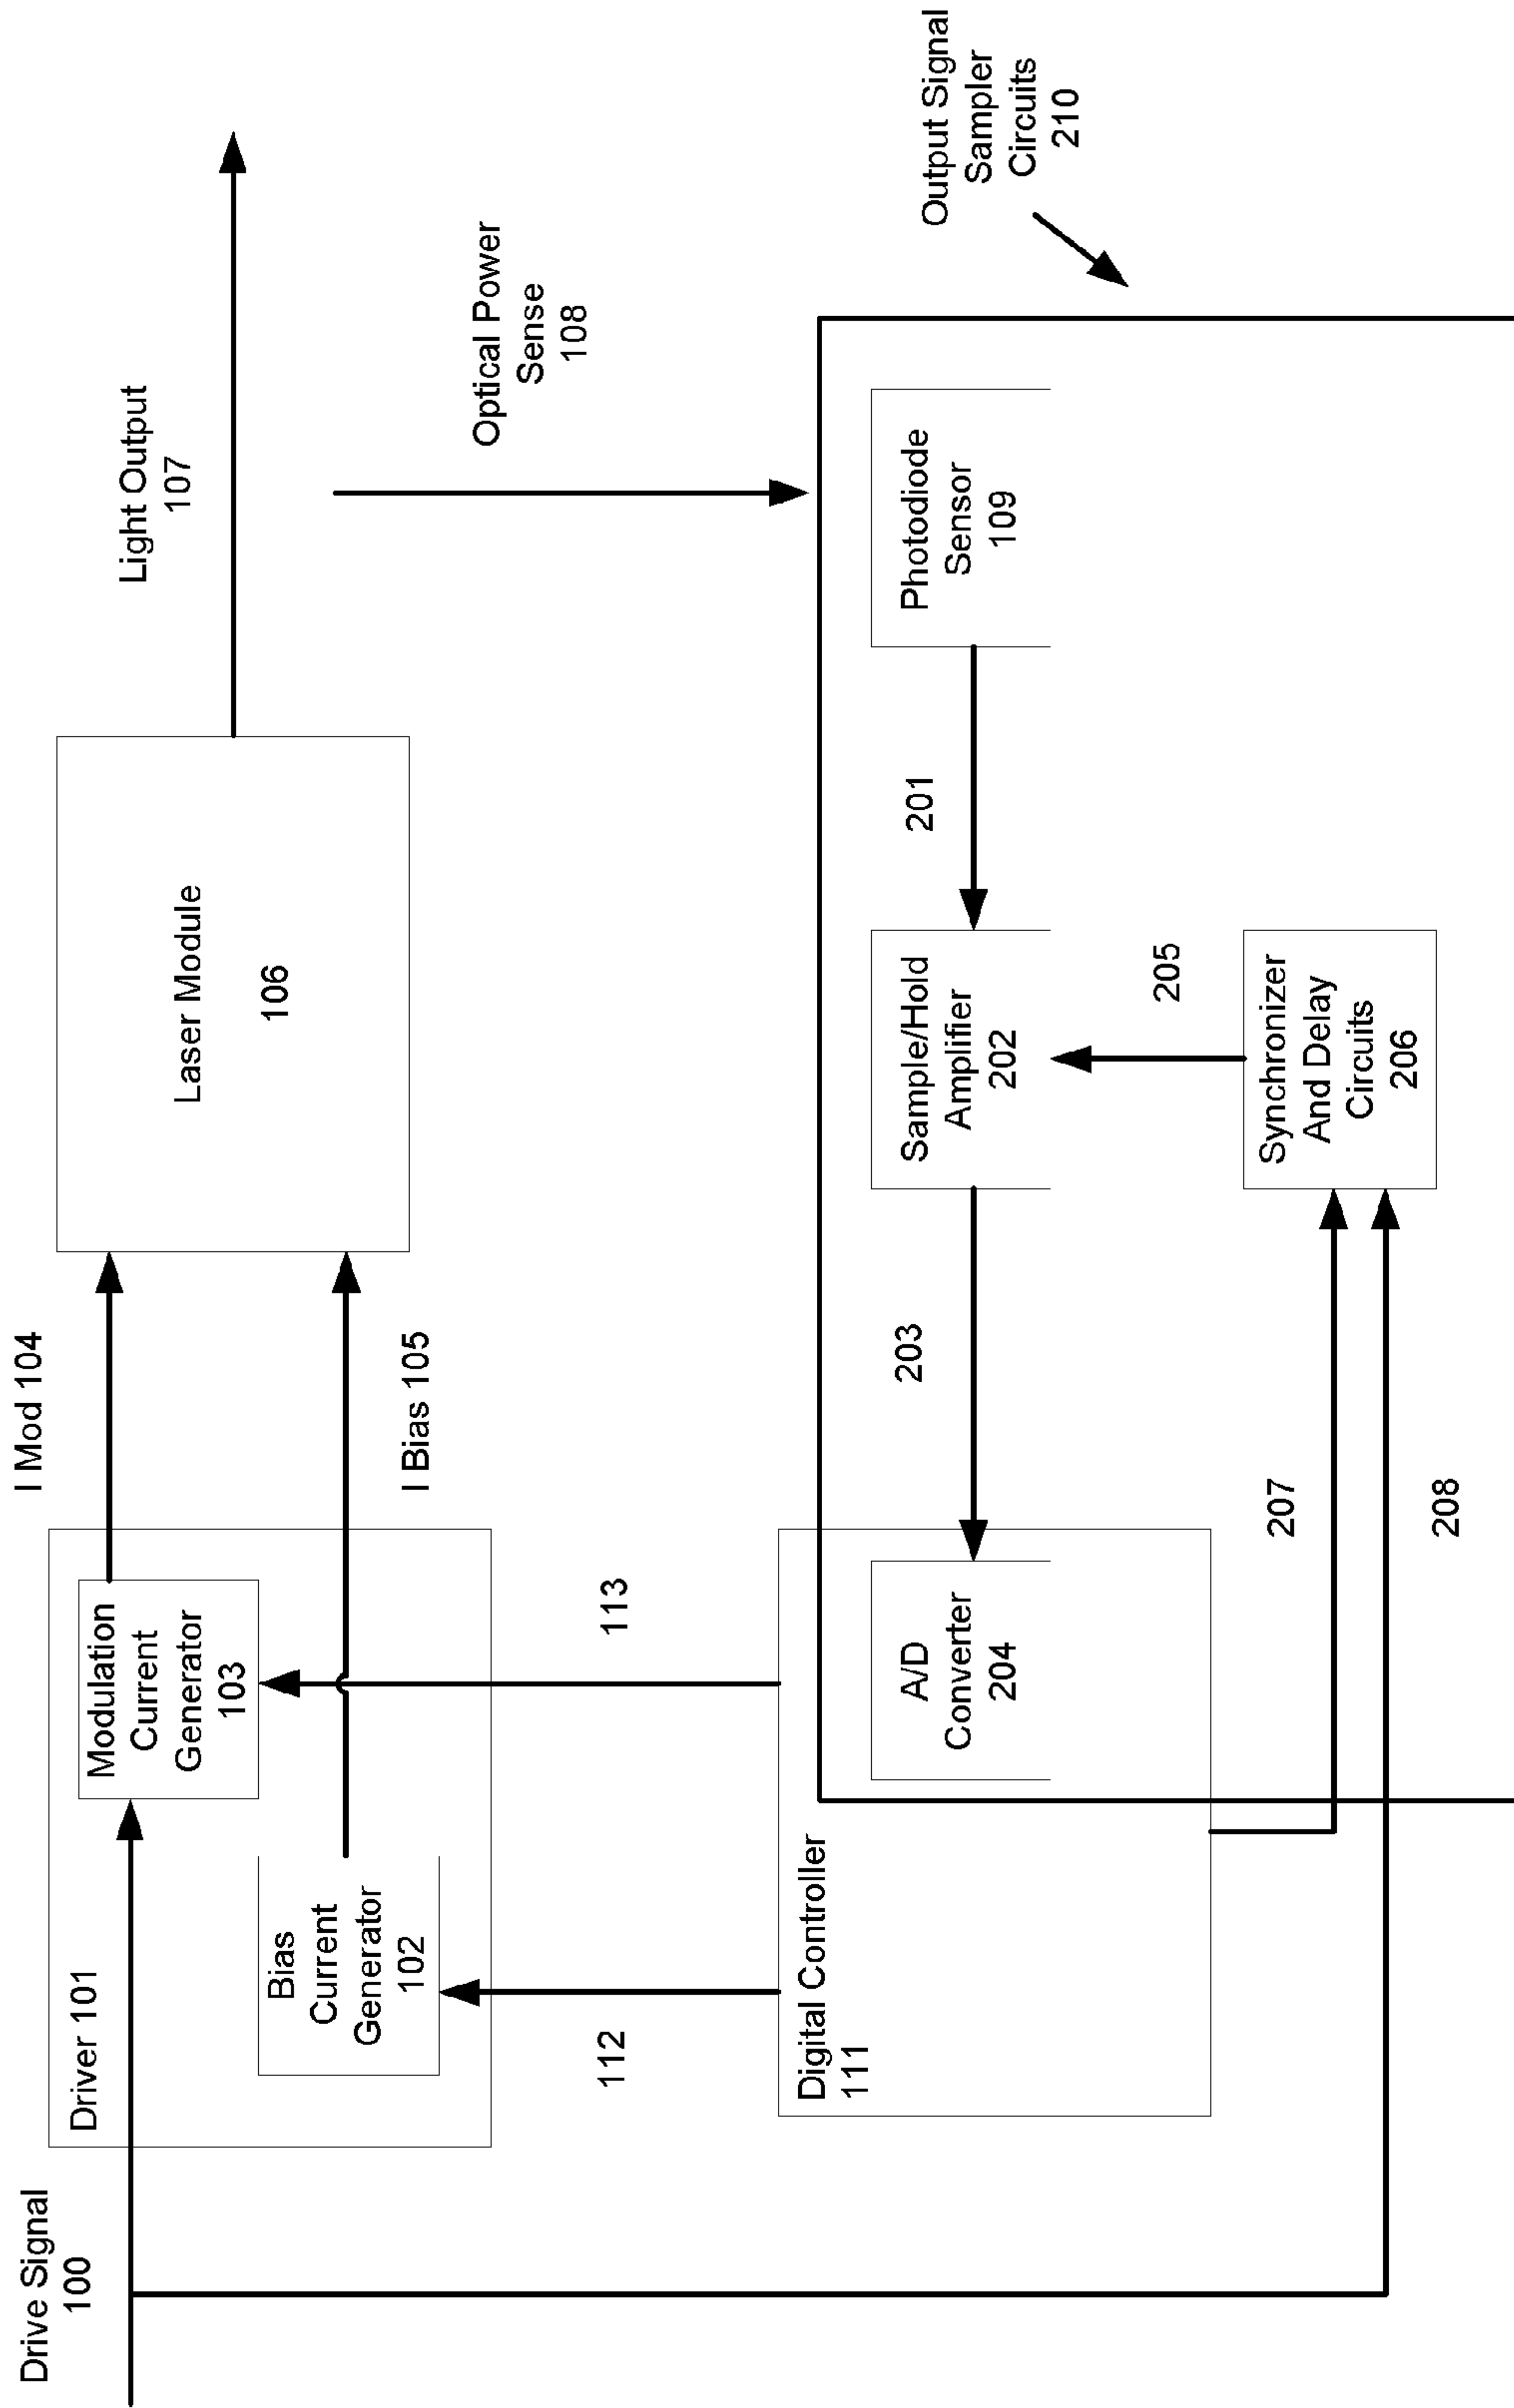 Drive Signal
100
Driver 101
Modulation
Current
Generator
103
Bias
Current
Generator
102
I Mod 104
I Bias 105
Laser Module
106
Light Output
107
Optical Power
Sense
108
112
113
Digital Controller
111
A/D
Converter
204
203
Sample/Hold
Amplifier
202
201
Photodiode
Sensor
109
Output Signal
Sampler
Circuits
210
205
Synchronizer
And Delay
Circuits
206
207
208